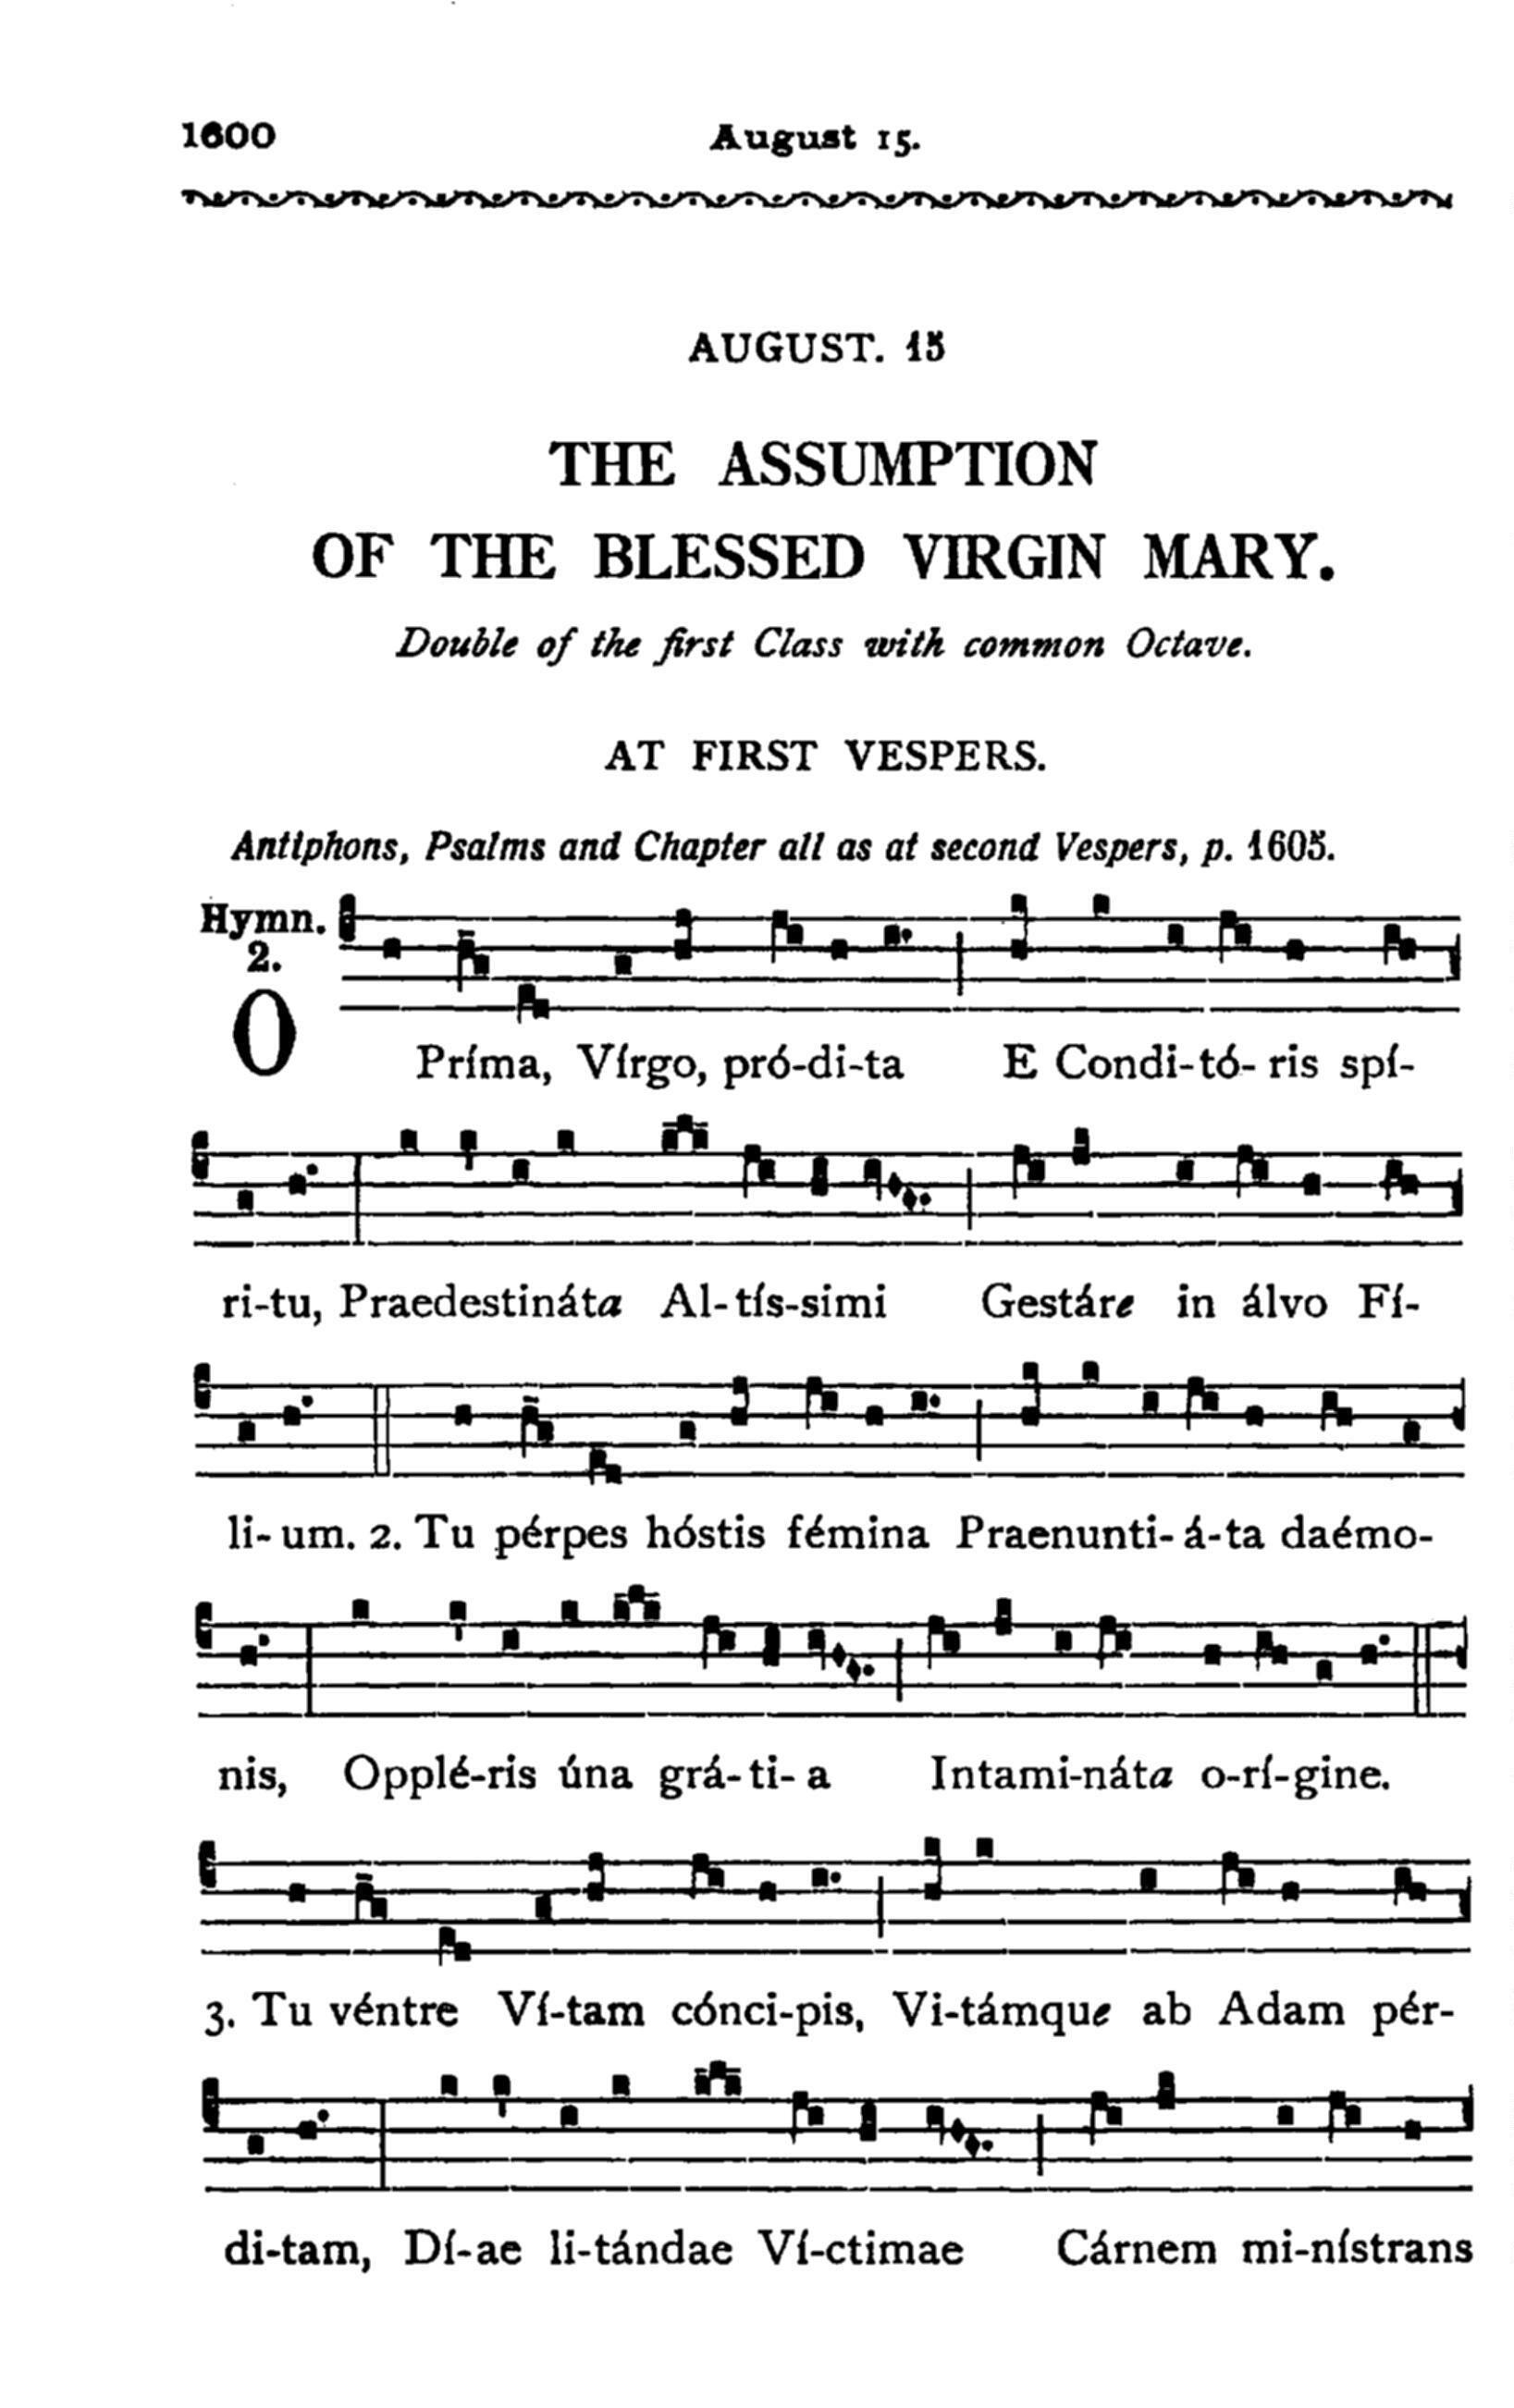 1600 August 15.
AUGUST. 15
THE ASSUMPTION
OF THE BLESSED VIRGIN MARY.
Double of the first Class with common Octave.
AT FIRST VESPERS.
Antiphons, Psalms and Chapter all as at second Vespers, p. 1605.
Hymn.
2.
O Príma, Vírgo, pró-di-ta E Condi-tó- ris spí-
ri-tu, Praedestináta Al-tís-simi Gestáre in álvo Fí-
li- um. 2. Tu pérpes hóstis fémina Praenunti- á-ta daémo-
nis, Opplé-ris úna grá-ti- a Intami-náta o-rí-gine.
3. Tu véntre Ví-tam cónci-pis, Vi-támque ab Adam pér-
di-tam, Dí-ae li-tándae Ví-ctimae Cárnem mi-nístrans